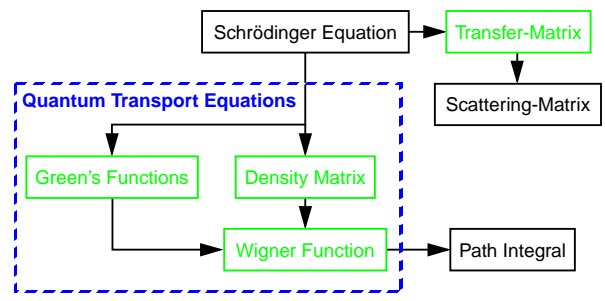 Schrödinger Equation
Transfer-Matrix
Scattering-Matrix
Quantum Transport Equations
Green's Functions
Density Matrix
Wigner Function
Path Integral